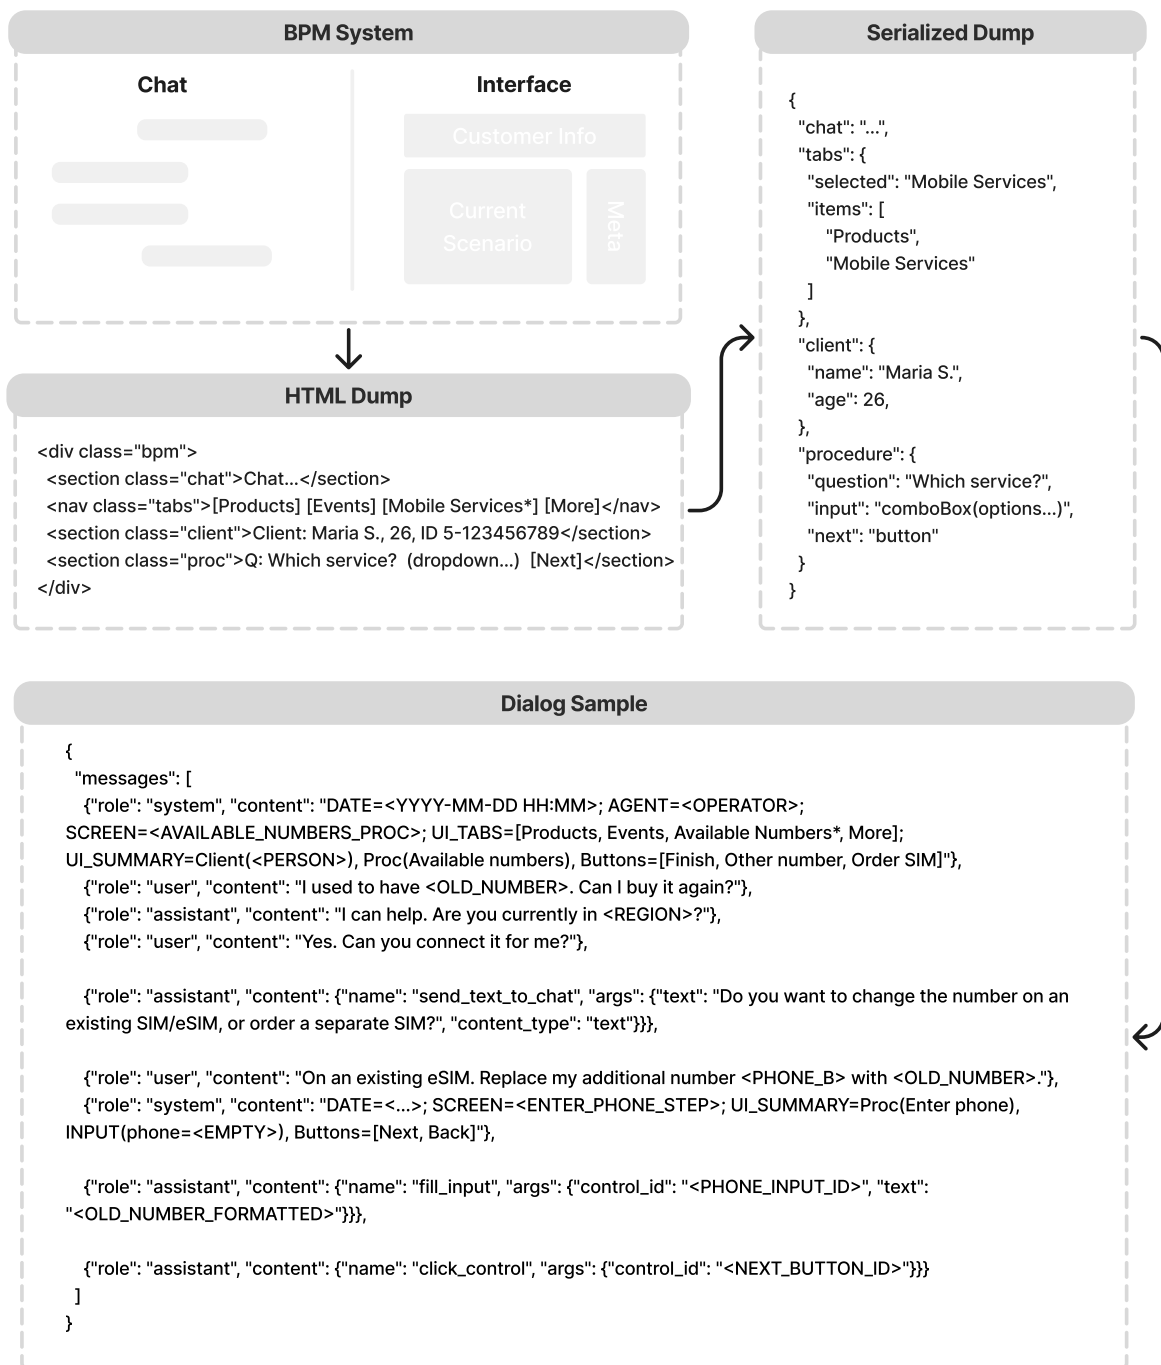 BPM System
Chat
Interface
Customer Info
Current
Scenario
Meta
HTML Dump
<div class="bpm">
<section class="chat">Chat...</section>
<nav class="tabs">[Products] [Events] [Mobile Services*] [More]</nav>
<section class="client">Client: Maria S., 26, ID 5-123456789</section>
<section class="proc">Q: Which service?  (dropdown...)  [Next]</section>
</div>
Serialized Dump
{
"chat": "...",
"tabs": {
"selected": "Mobile Services",
"items": [
"Products",
"Mobile Services"
]
},
"client": {
"name": "Maria S.",
"age": 26,
},
"procedure": {
"question": "Which service?",
"input": "comboBox(options...)",
"next": "button"
}
}
Dialog Sample
{
"messages": [
{"role": "system", "content": "DATE=<YYYY-MM-DD HH:MM>; AGENT=<OPERATOR>;
SCREEN=<AVAILABLE_NUMBERS_PROC>; UI_TABS=[Products, Events, Available Numbers*, More];
UI_SUMMARY=Client(<PERSON>), Proc(Available numbers), Buttons=[Finish, Other number, Order SIM]"},
{"role": "user", "content": "I used to have <OLD_NUMBER>. Can I buy it again?"},
{"role": "assistant", "content": "I can help. Are you currently in <REGION>?"},
{"role": "user", "content": "Yes. Can you connect it for me?"},
{"role": "assistant", "content": {"name": "send_text_to_chat", "args": {"text": "Do you want to change the number on an
existing SIM/eSIM, or order a separate SIM?", "content_type": "text"}}},
{"role": "user", "content": "On an existing eSIM. Replace my additional number <PHONE_B> with <OLD_NUMBER>."},
{"role": "system", "content": "DATE=<...>; SCREEN=<ENTER_PHONE_STEP>; UI_SUMMARY=Proc(Enter phone),
INPUT(phone=<EMPTY>), Buttons=[Next, Back]"},
{"role": "assistant", "content": {"name": "fill_input", "args": {"control_id": "<PHONE_INPUT_ID>", "text":
"<OLD_NUMBER_FORMATTED>"}}},
{"role": "assistant", "content": {"name": "click_control", "args": {"control_id": "<NEXT_BUTTON_ID>"}}}
]
}